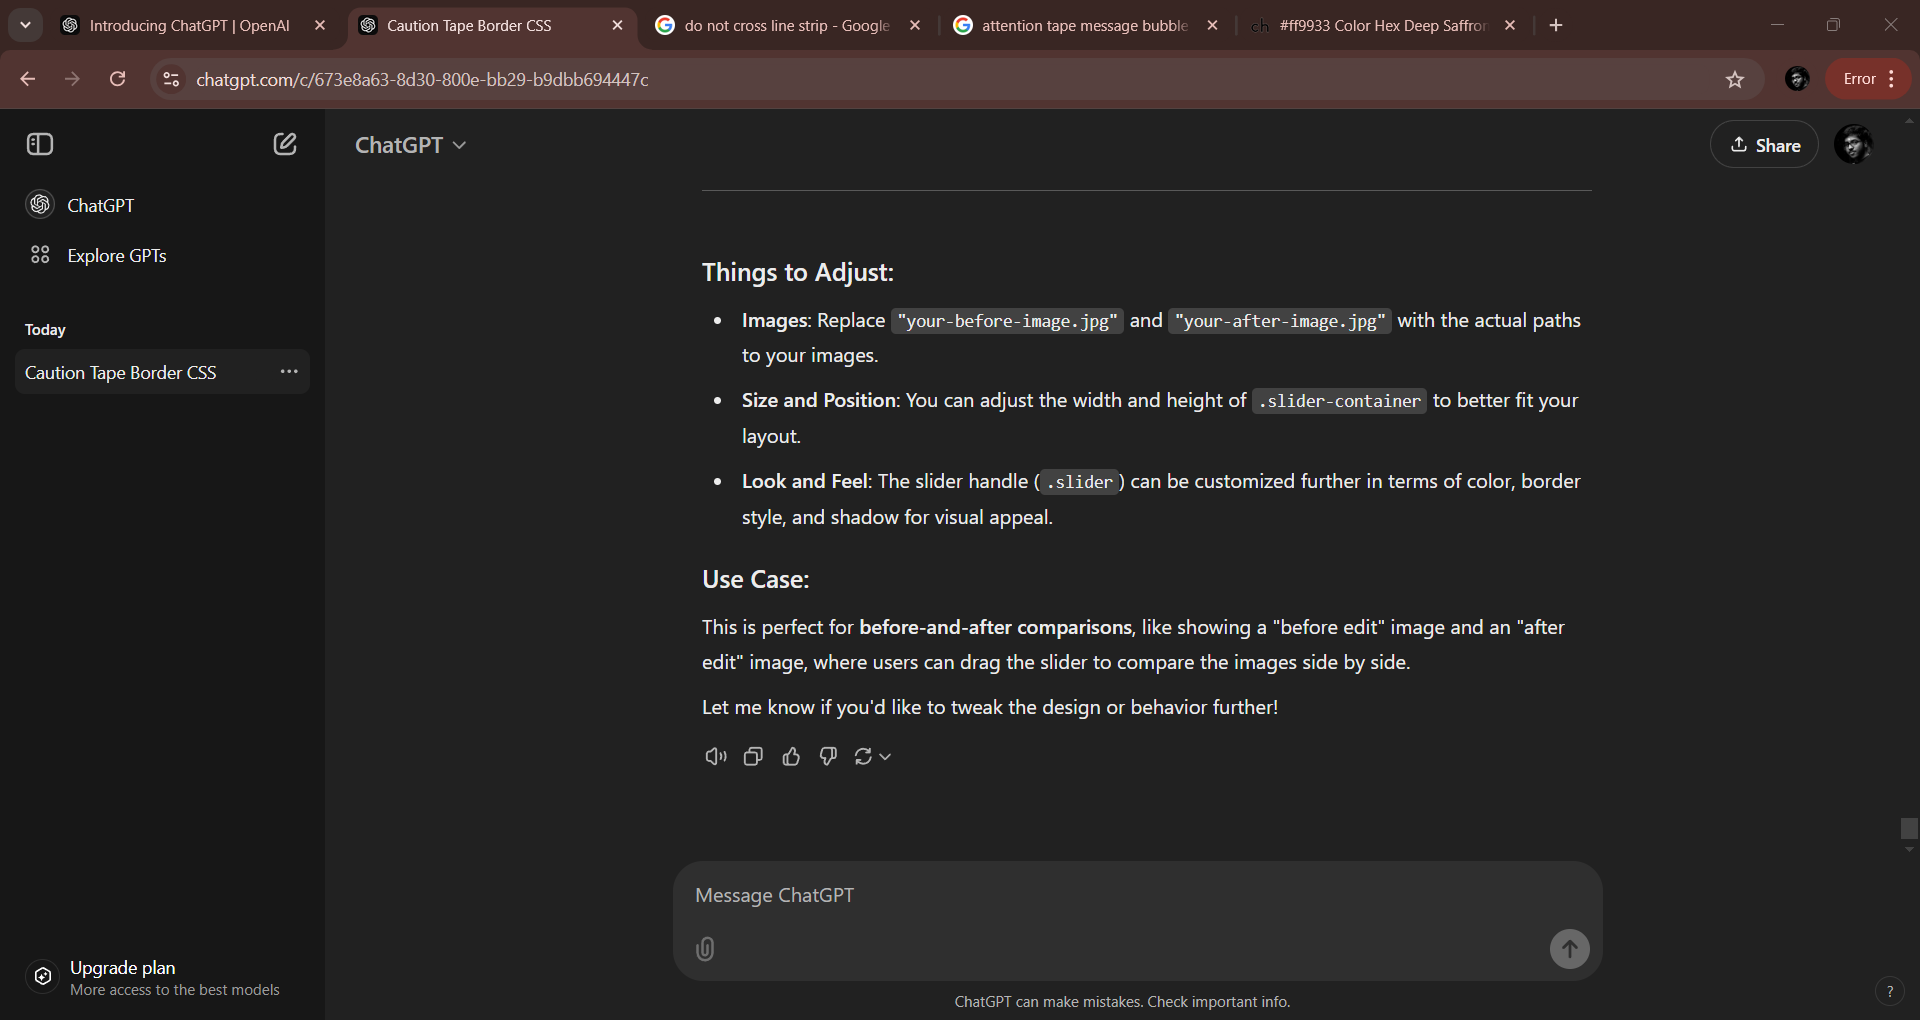 Introducing ChatGPT | OpenAI
Caution Tape Border CSS
do not cross line strip - Google
attention tape message bubble
ch #ff9933 Color Hex Deep Saffron
chatgpt.com/c/673e8a63-8d30-800e-bb29-b9dbb694447c
Error
ChatGPT
Share
ChatGPT
Explore GPTs
Today
Caution Tape Border CSS
Things to Adjust:
Images: Replace "your-before-image.jpg" and "your-after-image.jpg" with the actual paths
to your images.
Size and Position: You can adjust the width and height of .slider-container to better fit your
layout.
Look and Feel: The slider handle (.slider) can be customized further in terms of color, border
style, and shadow for visual appeal.
Use Case:
This is perfect for before-and-after comparisons, like showing a "before edit" image and an "after
edit" image, where users can drag the slider to compare the images side by side.
Let me know if you'd like to tweak the design or behavior further!
Message ChatGPT
Upgrade plan
More access to the best models
ChatGPT can make mistakes. Check important info.
?